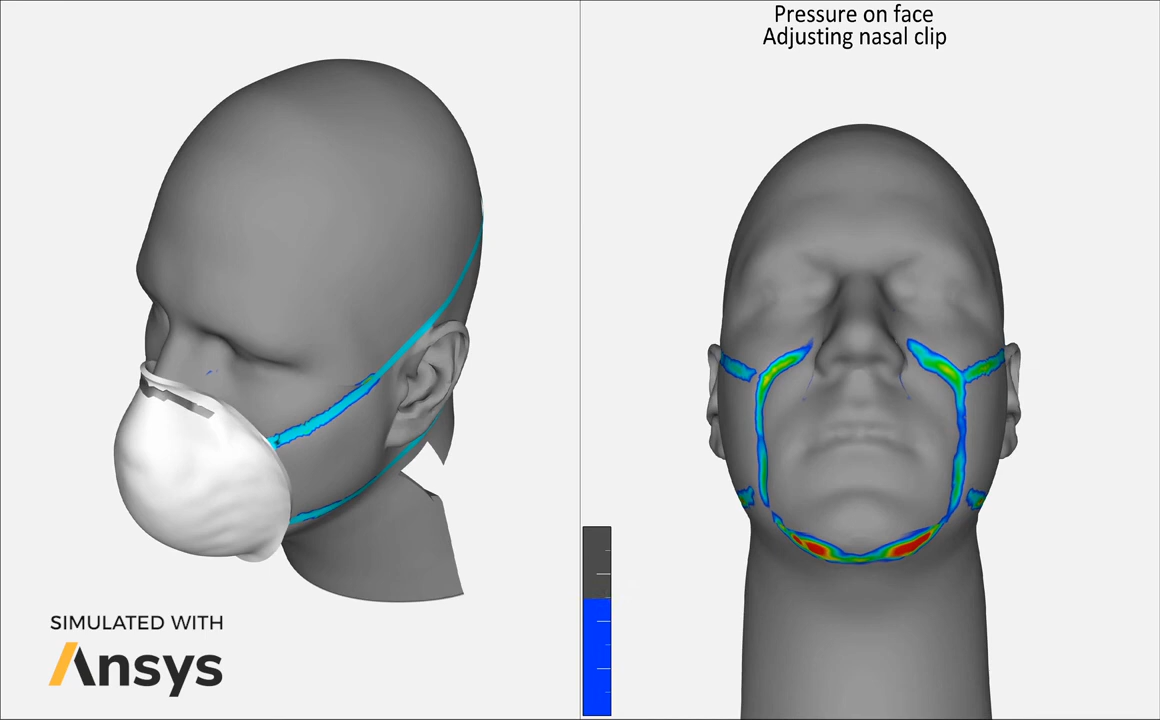 Pressure on face
Adjusting nasal clip
SIMULATED WITH
Ansys